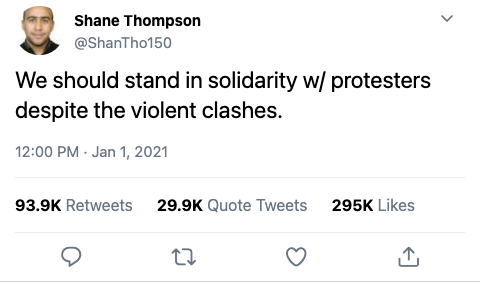 Shane Thompson
@ShanTho150
We should stand in solidarity w/ protesters
despite the violent clashes.
12:00 PM · Jan 1, 2021
93.9K Retweets 29.9K Quote Tweets 295K Likes